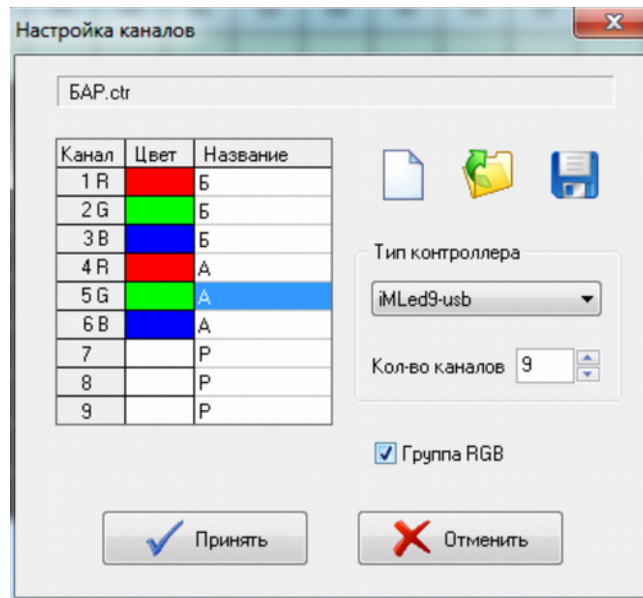 Настройка каналов
БАР.ctr
Канал Цвет Название
1 R Б
2 G Б
3 B Б
4 R А
5 G А
6 B А
7 Р
8 Р
9 Р
Тип контроллера
iMLed9-usb
Кол-во каналов 9
Группа RGB
Принять Отменить